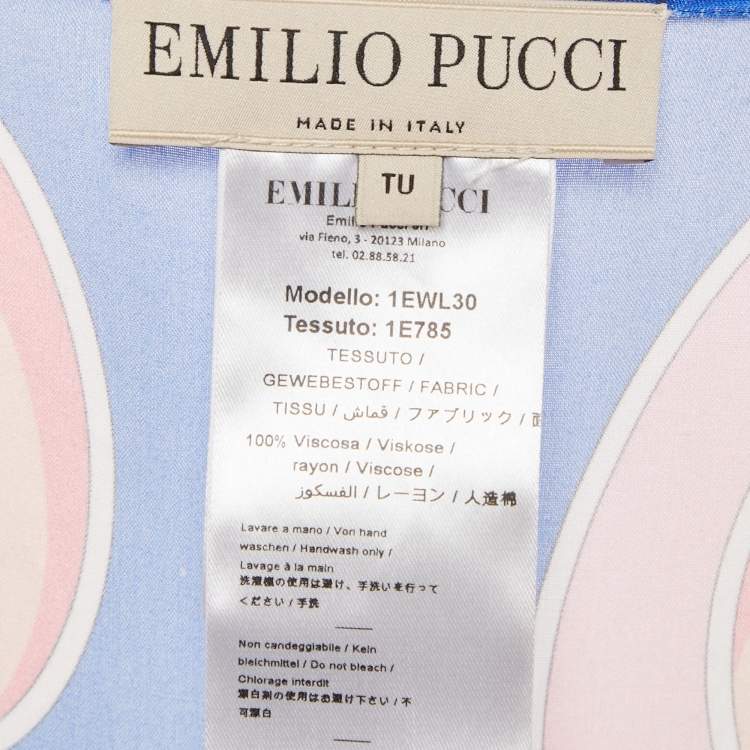 EMILIO PUCCI
MADE IN ITALY
TU
EMIL CCI
Emil
via Fieno, 3 - 20123 Milano
tel. 02.88.58.21
Modello: 1EWL30
Tessuto: 1E785
TESSUTO /
GEWEBESTOFF / FABRIC /
TISSU / قماش / ファブリック /
100% Viscosa / Viskose /
rayon / Viscose /
الفسكوز / レーヨン / 人造棉
Lavare a mano / Von hand
waschen / Handwash only /
Lavage à la main
洗濯機の使用は避け、手洗いを行って
ください / 手洗
Non candeggiabile / Kein
bleichmittel / Do not bleach /
Chlorage interdit
漂白剤の使用はお避け下さい / 不
可漂白